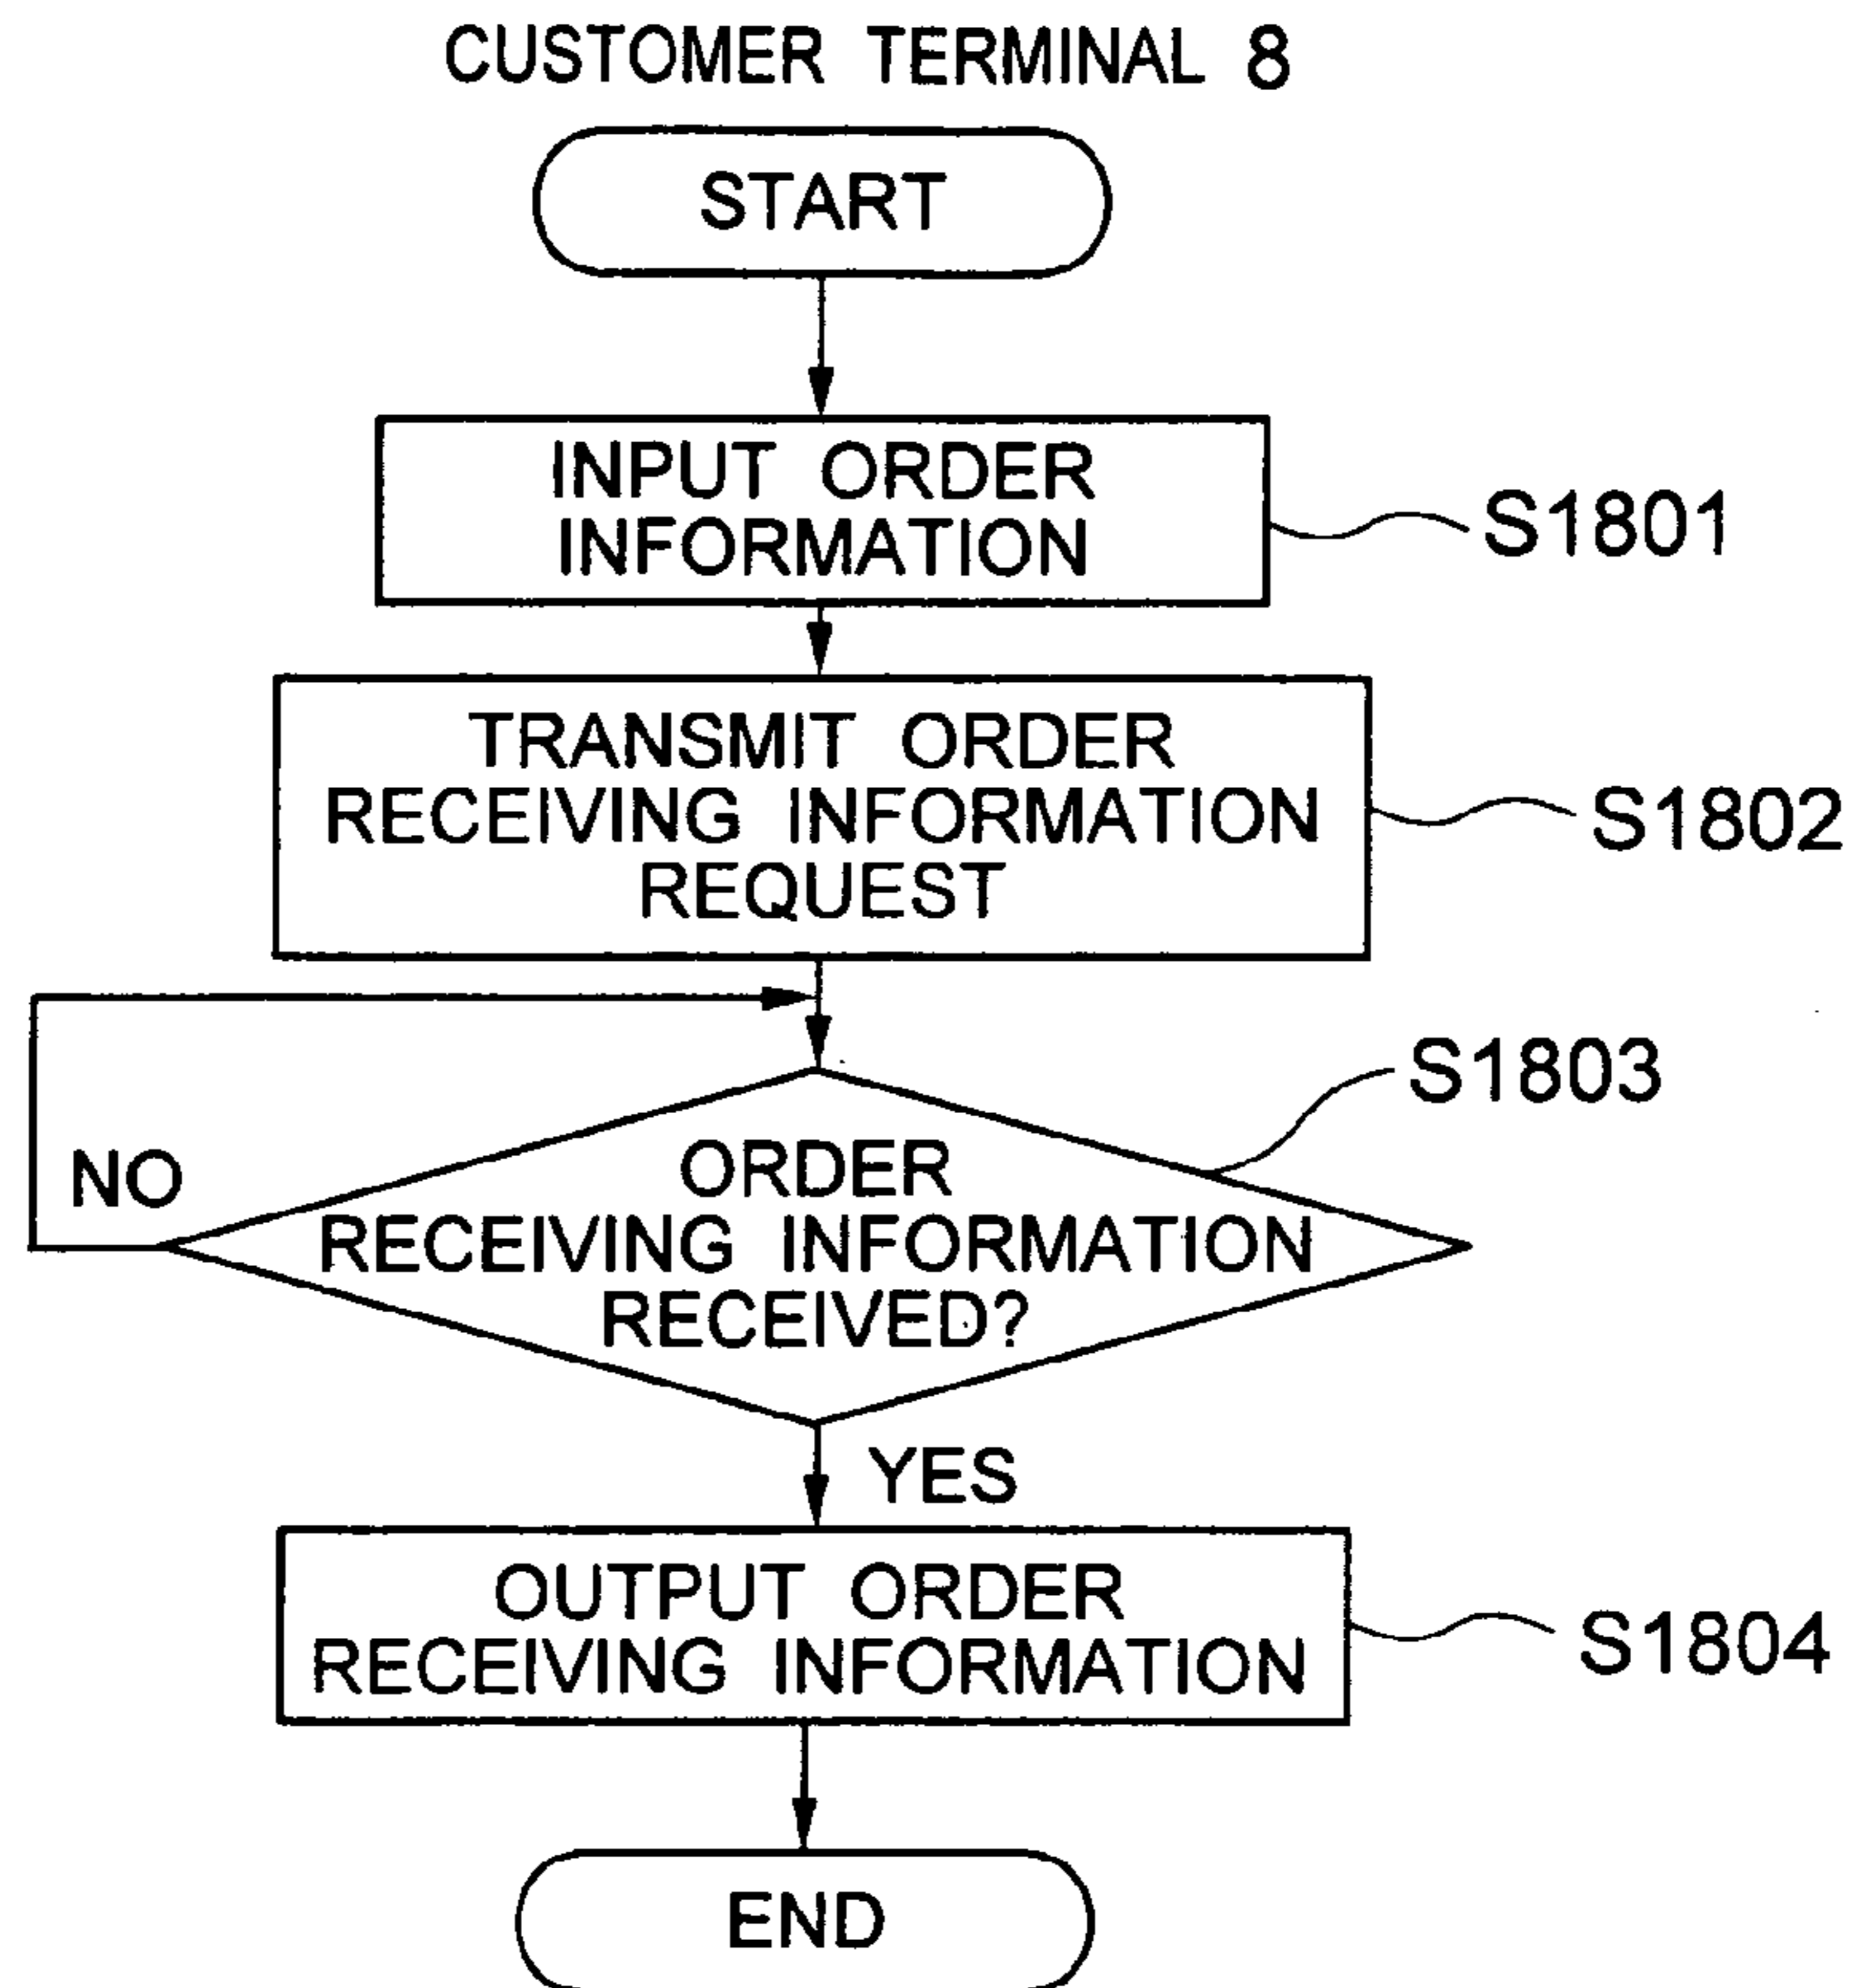 CUSTOMER TERMINAL 8
START
INPUT ORDER
INFORMATION
S1801
TRANSMIT ORDER
RECEIVING INFORMATION
REQUEST
S1802
S1803
NO
ORDER
RECEIVING INFORMATION
RECEIVED?
YES
OUTPUT ORDER
RECEIVING INFORMATION
S1804
END